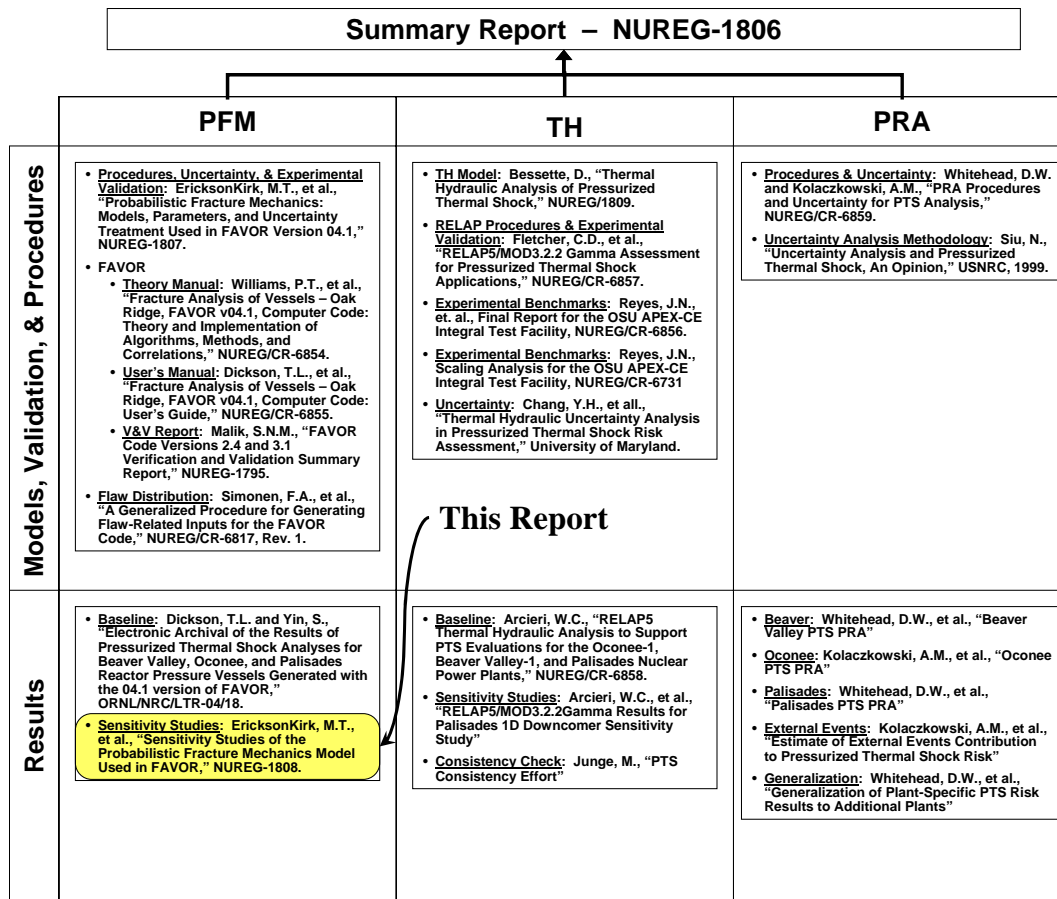 Summary Report – NUREG-1806
PFM
TH
PRA
Models, Validation, & Procedures
• Procedures, Uncertainty, & Experimental
Validation: EricksonKirk, M.T., et al.,
“Probabilistic Fracture Mechanics:
Models, Parameters, and Uncertainty
Treatment Used in FAVOR Version 04.1,”
NUREG-1807.
• FAVOR
• Theory Manual: Williams, P.T., et al.,
“Fracture Analysis of Vessels – Oak
Ridge, FAVOR v04.1, Computer Code:
Theory and Implementation of
Algorithms, Methods, and
Correlations,” NUREG/CR-6854.
• User’s Manual: Dickson, T.L., et al.,
“Fracture Analysis of Vessels – Oak
Ridge, FAVOR v04.1, Computer Code:
User’s Guide,” NUREG/CR-6855.
• V&V Report: Malik, S.N.M., “FAVOR
Code Versions 2.4 and 3.1
Verification and Validation Summary
Report,” NUREG-1795.
• Flaw Distribution: Simonen, F.A., et al.,
“A Generalized Procedure for Generating
Flaw-Related Inputs for the FAVOR
Code,” NUREG/CR-6817, Rev. 1.
• TH Model: Bessette, D., “Thermal
Hydraulic Analysis of Pressurized
Thermal Shock,” NUREG/1809.
• RELAP Procedures & Experimental
Validation: Fletcher, C.D., et al.,
“RELAP5/MOD3.2.2 Gamma Assessment
for Pressurized Thermal Shock
Applications,” NUREG/CR-6857.
• Experimental Benchmarks: Reyes, J.N.,
et. al., Final Report for the OSU APEX-CE
Integral Test Facility, NUREG/CR-6856.
• Experimental Benchmarks: Reyes, J.N.,
Scaling Analysis for the OSU APEX-CE
Integral Test Facility, NUREG/CR-6731
• Uncertainty: Chang, Y.H., et all.,
“Thermal Hydraulic Uncertainty Analysis
in Pressurized Thermal Shock Risk
Assessment,” University of Maryland.
• Procedures & Uncertainty: Whitehead, D.W.
and Kolaczkowski, A.M., “PRA Procedures
and Uncertainty for PTS Analysis,”
NUREG/CR-6859.
• Uncertainty Analysis Methodology: Siu, N.,
“Uncertainty Analysis and Pressurized
Thermal Shock, An Opinion,” USNRC, 1999.
This Report
Results
• Baseline: Dickson, T.L. and Yin, S.,
“Electronic Archival of the Results of
Pressurized Thermal Shock Analyses for
Beaver Valley, Oconee, and Palisades
Reactor Pressure Vessels Generated with
the 04.1 version of FAVOR,”
ORNL/NRC/LTR-04/18.
• Sensitivity Studies: EricksonKirk, M.T.,
et al., “Sensitivity Studies of the
Probabilistic Fracture Mechanics Model
Used in FAVOR,” NUREG-1808.
• Baseline: Arcieri, W.C., “RELAP5
Thermal Hydraulic Analysis to Support
PTS Evaluations for the Oconee-1,
Beaver Valley-1, and Palisades Nuclear
Power Plants,” NUREG/CR-6858.
• Sensitivity Studies: Arcieri, W.C., et al.,
“RELAP5/MOD3.2.2Gamma Results for
Palisades 1D Downcomer Sensitivity
Study”
• Consistency Check: Junge, M., “PTS
Consistency Effort”
• Beaver: Whitehead, D.W., et al., “Beaver
Valley PTS PRA”
• Oconee: Kolaczkowski, A.M., et al., “Oconee
PTS PRA”
• Palisades: Whitehead, D.W., et al.,
“Palisades PTS PRA”
• External Events: Kolaczkowski, A.M., et al.,
“Estimate of External Events Contribution
to Pressurized Thermal Shock Risk”
• Generalization: Whitehead, D.W., et al.,
“Generalization of Plant-Specific PTS Risk
Results to Additional Plants”